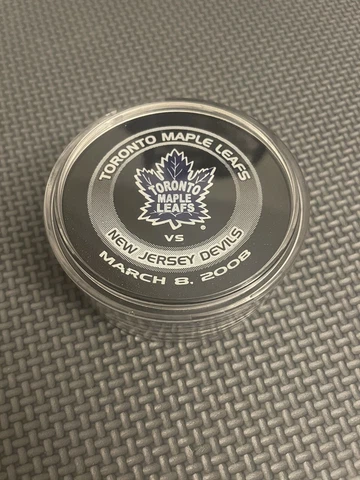 TORONTO MAPLE LEAFS
TORONTO
MAPLE
LEAFS
®
VS
NEW JERSEY DEVILS
MARCH 8, 2008